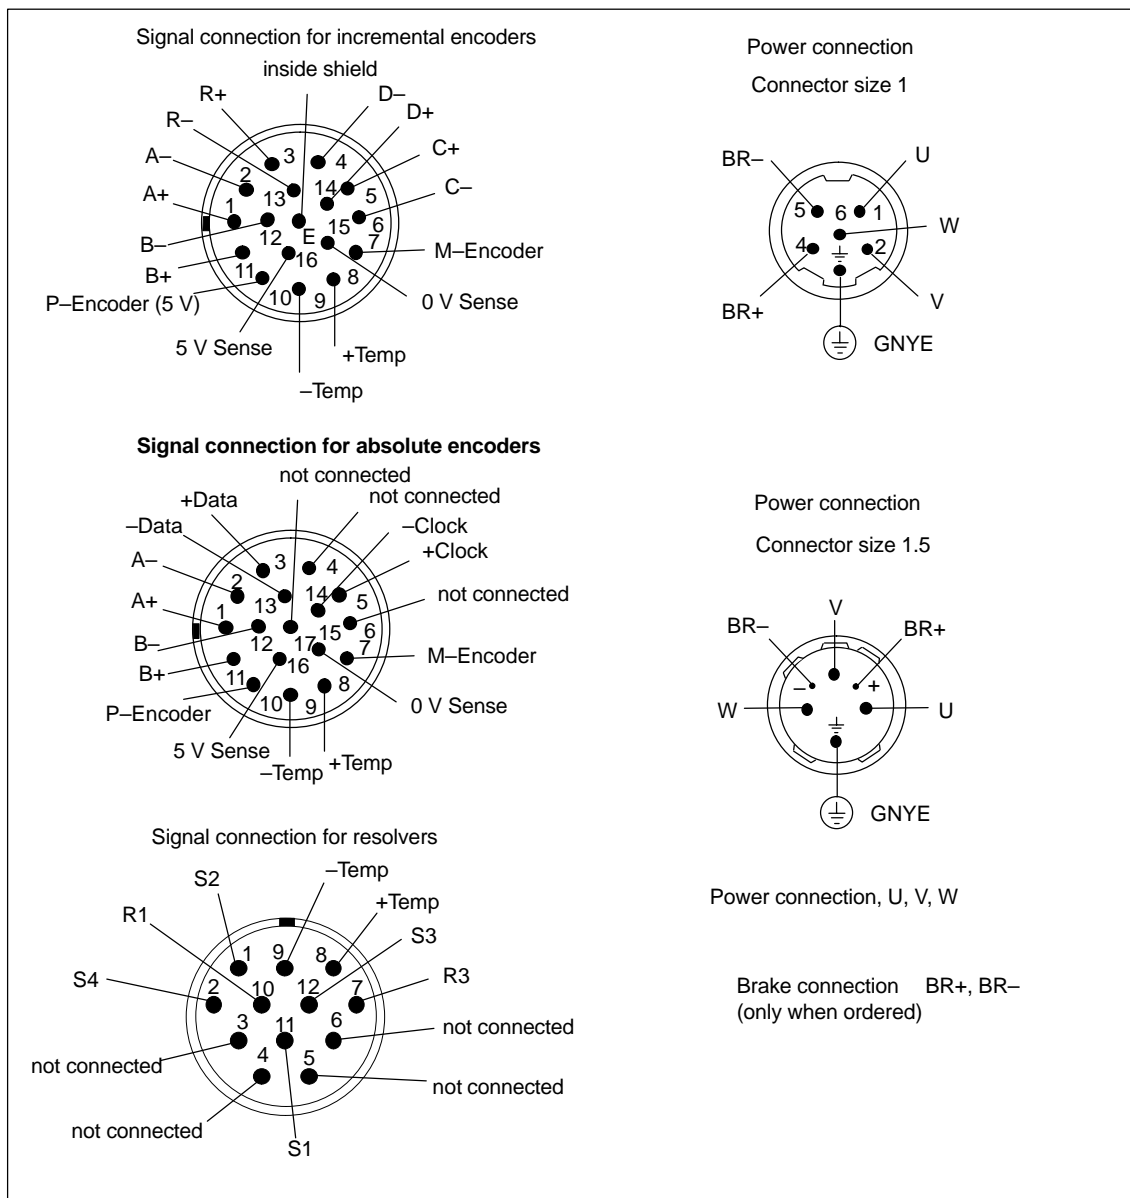 Signal connection for incremental encoders
inside shield
R+
D–
R–
D+
A–
C+
A+
C–
B–
M–Encoder
B+
P–Encoder (5 V)
0 V Sense
5 V Sense
+Temp
–Temp
3
4
2
13
14
5
1
15
6
E
12
7
16
11
8
10
9
Power connection
Connector size 1
BR–
U
5
6
1
W
4
2
BR+
V
GNYE
Signal connection for absolute encoders
not connected
+Data
not connected
–Data
–Clock
A–
+Clock
A+
not connected
B–
M–Encoder
B+
P–Encoder
0 V Sense
5 V Sense
–Temp
+Temp
3
4
2
13
14
5
1
15
6
12
17
7
16
11
8
10
9
Power connection
Connector size 1.5
V
BR–
BR+
–
+
W
U
GNYE
Signal connection for resolvers
–Temp
S2
+Temp
R1
S3
S4
R3
not connected
not connected
not connected
not connected
S1
1
9
8
2
10
12
7
3
11
6
4
5
Power connection, U, V, W
Brake connection BR+, BR–
(only when ordered)